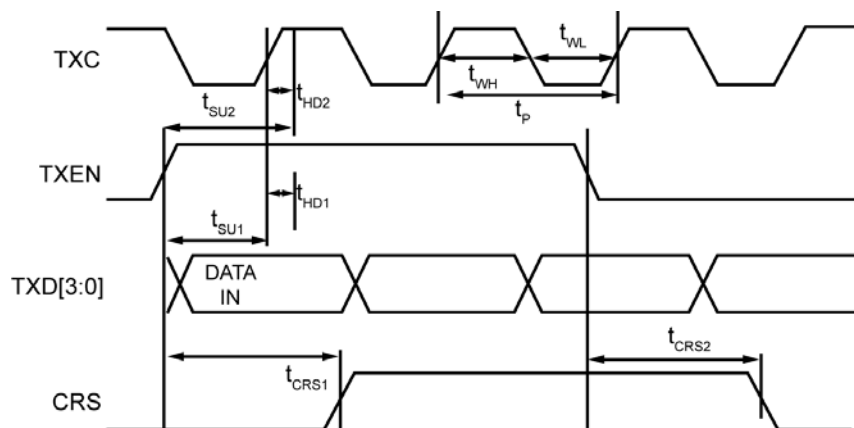 TXC
t_WL
t_WH
t_SU2
t_HD2
t_P
TXEN
t_HD1
t_SU1
TXD[3:0]
DATA
IN
t_CRS2
t_CRS1
CRS